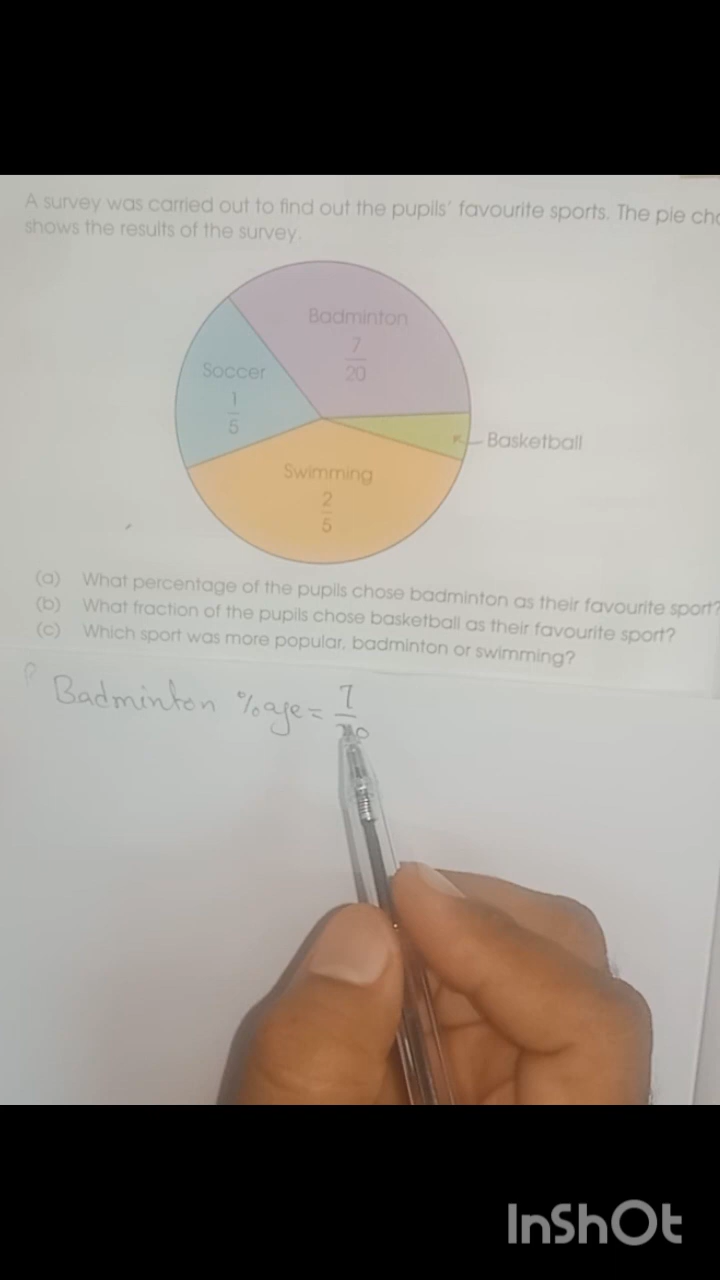 A survey was carried out to find out the pupils' favourite sports. The pie
shows the results of the survey.
Badminton
7
20
Soccer
1
5
Basketball
Swimming
2
5
(a) What percentage of the pupils chose badminton as their favourite sport?
(b) What fraction of the pupils chose basketball as their favourite sport?
(c) Which sport was more popular, badminton or swimming?
Badminton %age = 7
20
InShOt